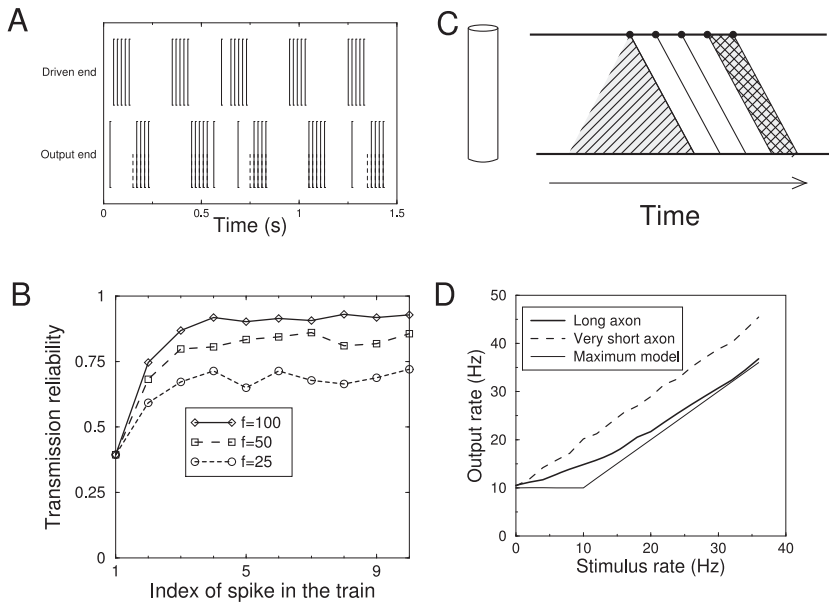 A
Driven end
Output end
0 0.5 1 1.5
Time (s)
B
Transmission reliability
1
0.75
0.5
0.25
0
f=100
f=50
f=25
1 5 9
Index of spike in the train
C
Time
D
Output rate (Hz)
50
40
30
20
10
0
Long axon
Very short axon
Maximum model
0 10 20 30 40
Stimulus rate (Hz)